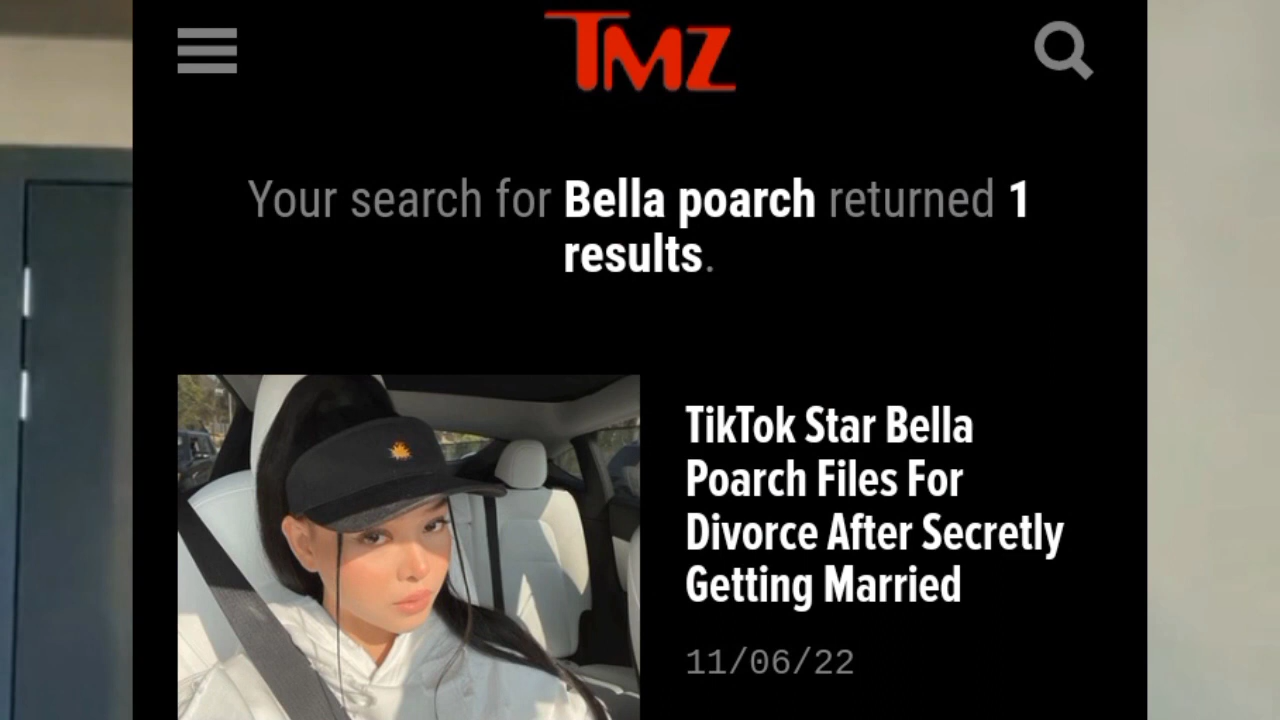 TMZ
Your search for Bella poarch returned 1
results.
TikTok Star Bella
Poarch Files For
Divorce After Secretly
Getting Married
11/06/22